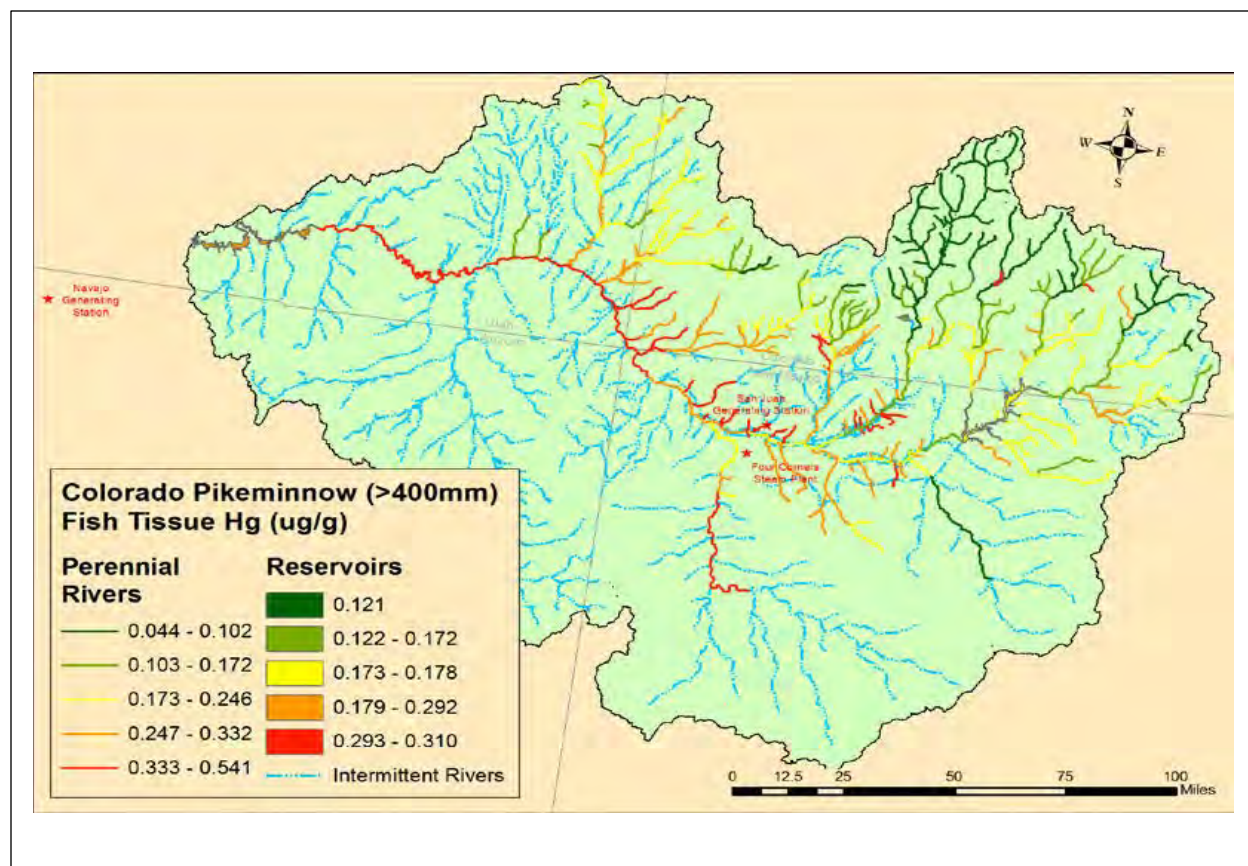 N
W
E
S
Navajo
Generating
Station
Utah
San Juan
Generating Station
Four Corners
Steam Plant
Colorado Pikeminnow (>400mm)
Fish Tissue Hg (ug/g)
Perennial
Rivers
0.044 - 0.102
0.103 - 0.172
0.173 - 0.246
0.247 - 0.332
0.333 - 0.541
Reservoirs
0.121
0.122 - 0.172
0.173 - 0.178
0.179 - 0.292
0.293 - 0.310
Intermittent Rivers
0 12.5 25 50 75 100
Miles